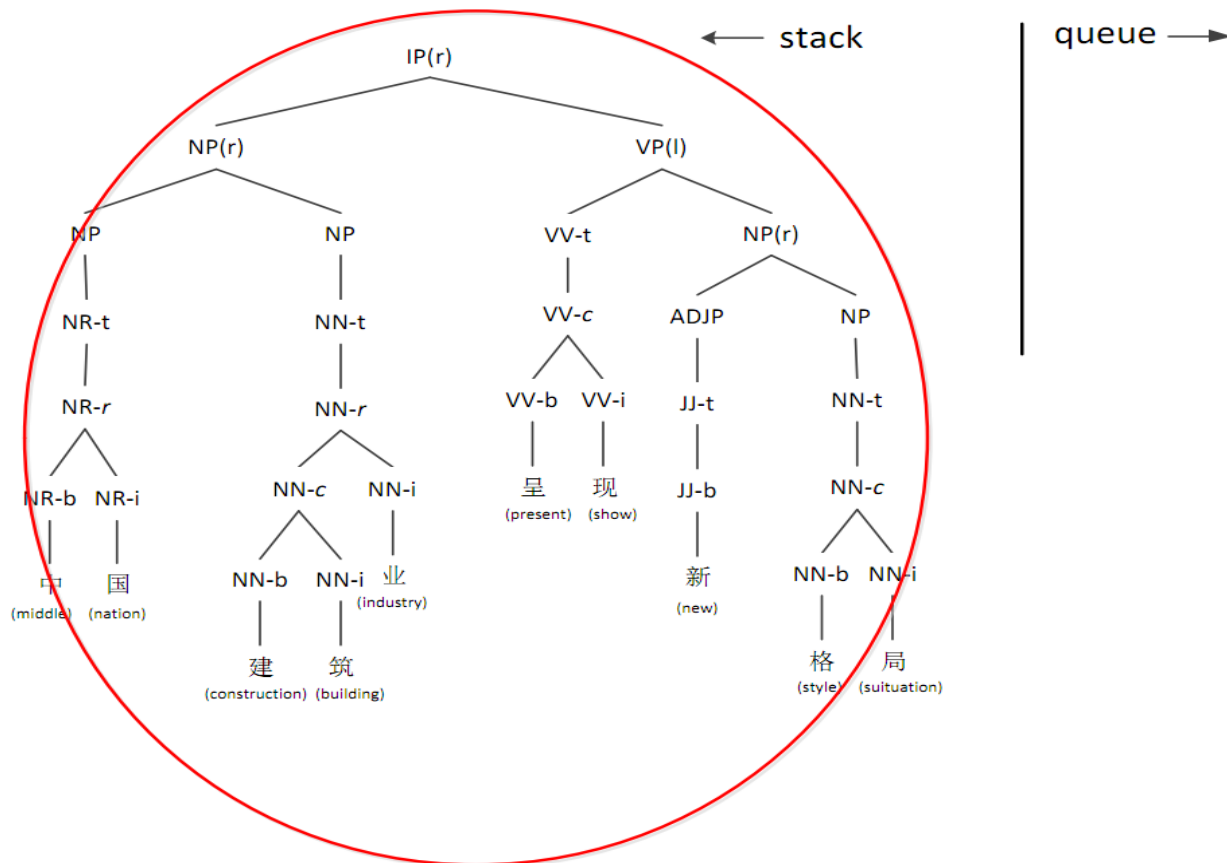 stack queue
IP(r)
NP(r) VP(l)
NP NP VV-t NP(r)
NR-t NN-t VV-c ADJP NP
NR-r NN-r VV-b VV-i JJ-t NN-t
NR-b NR-i NN-c NN-i 呈 现 JJ-b NN-c
(present) (show)
中 国 NN-b NN-i 业 新 NN-b NN-i
(middle) (nation) (industry) (new)
建 筑 格 局
(construction) (building) (style) (suituation)